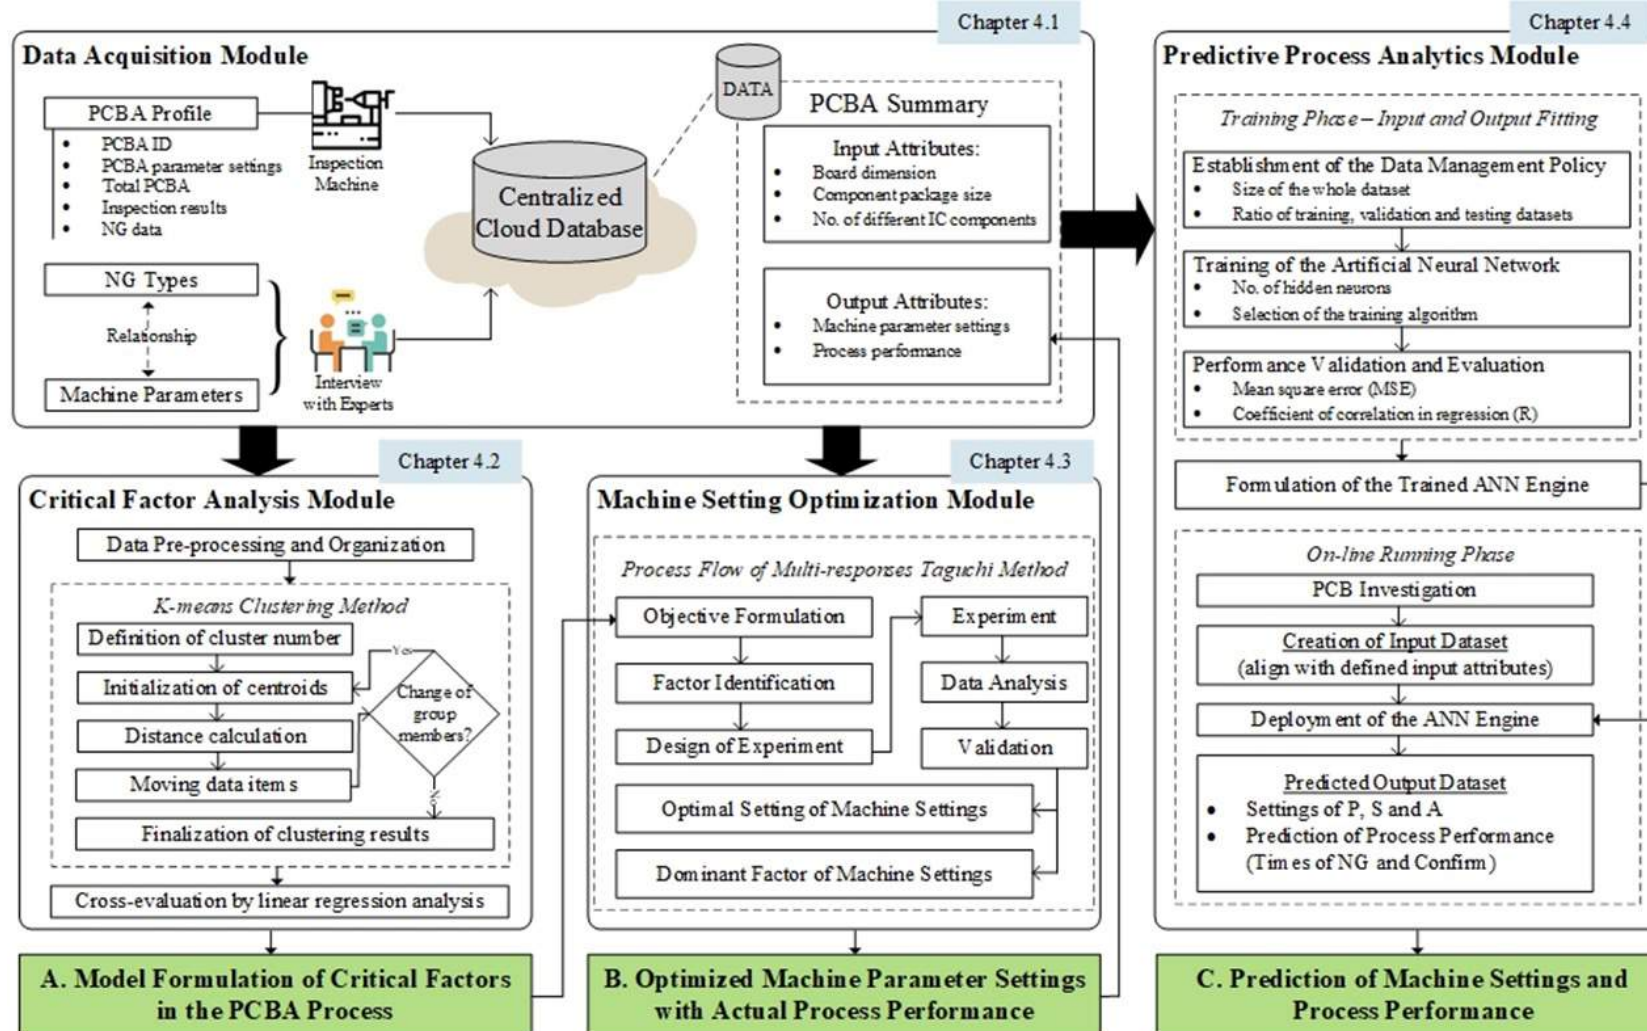 Chapter 4.1
Data Acquisition Module
PCBA Profile
• PCBA ID
• PCBA parameter settings
• Total PCBA
• Inspection results
• NG data
Inspection
Machine
NG Types
Relationship
Machine Parameters
Interview
with Experts
Centralized
Cloud Database
DATA
PCBA Summary
Input Attributes:
• Board dimension
• Component package size
• No. of different IC components
Output Attributes:
• Machine parameter settings
• Process performance
Chapter 4.2
Critical Factor Analysis Module
Data Pre-processing and Organization
K-means Clustering Method
Definition of cluster number
Initialization of centroids
Distance calculation
Moving data items
Yes
Change of
group
members?
No
Finalization of clustering results
Cross-evaluation by linear regression analysis
A. Model Formulation of Critical Factors
in the PCBA Process
Chapter 4.3
Machine Setting Optimization Module
Process Flow of Multi-responses Taguchi Method
Objective Formulation
Factor Identification
Design of Experiment
Experiment
Data Analysis
Validation
Optimal Setting of Machine Settings
Dominant Factor of Machine Settings
B. Optimized Machine Parameter Settings
with Actual Process Performance
Chapter 4.4
Predictive Process Analytics Module
Training Phase – Input and Output Fitting
Establishment of the Data Management Policy
• Size of the whole dataset
• Ratio of training, validation and testing datasets
Training of the Artificial Neural Network
• No. of hidden neurons
• Selection of the training algorithm
Performance Validation and Evaluation
• Mean square error (MSE)
• Coefficient of correlation in regression (R)
Formulation of the Trained ANN Engine
On-line Running Phase
PCB Investigation
Creation of Input Dataset
(align with defined input attributes)
Deployment of the ANN Engine
Predicted Output Dataset
• Settings of P, S and A
• Prediction of Process Performance
(Times of NG and Confirm)
C. Prediction of Machine Settings and
Process Performance